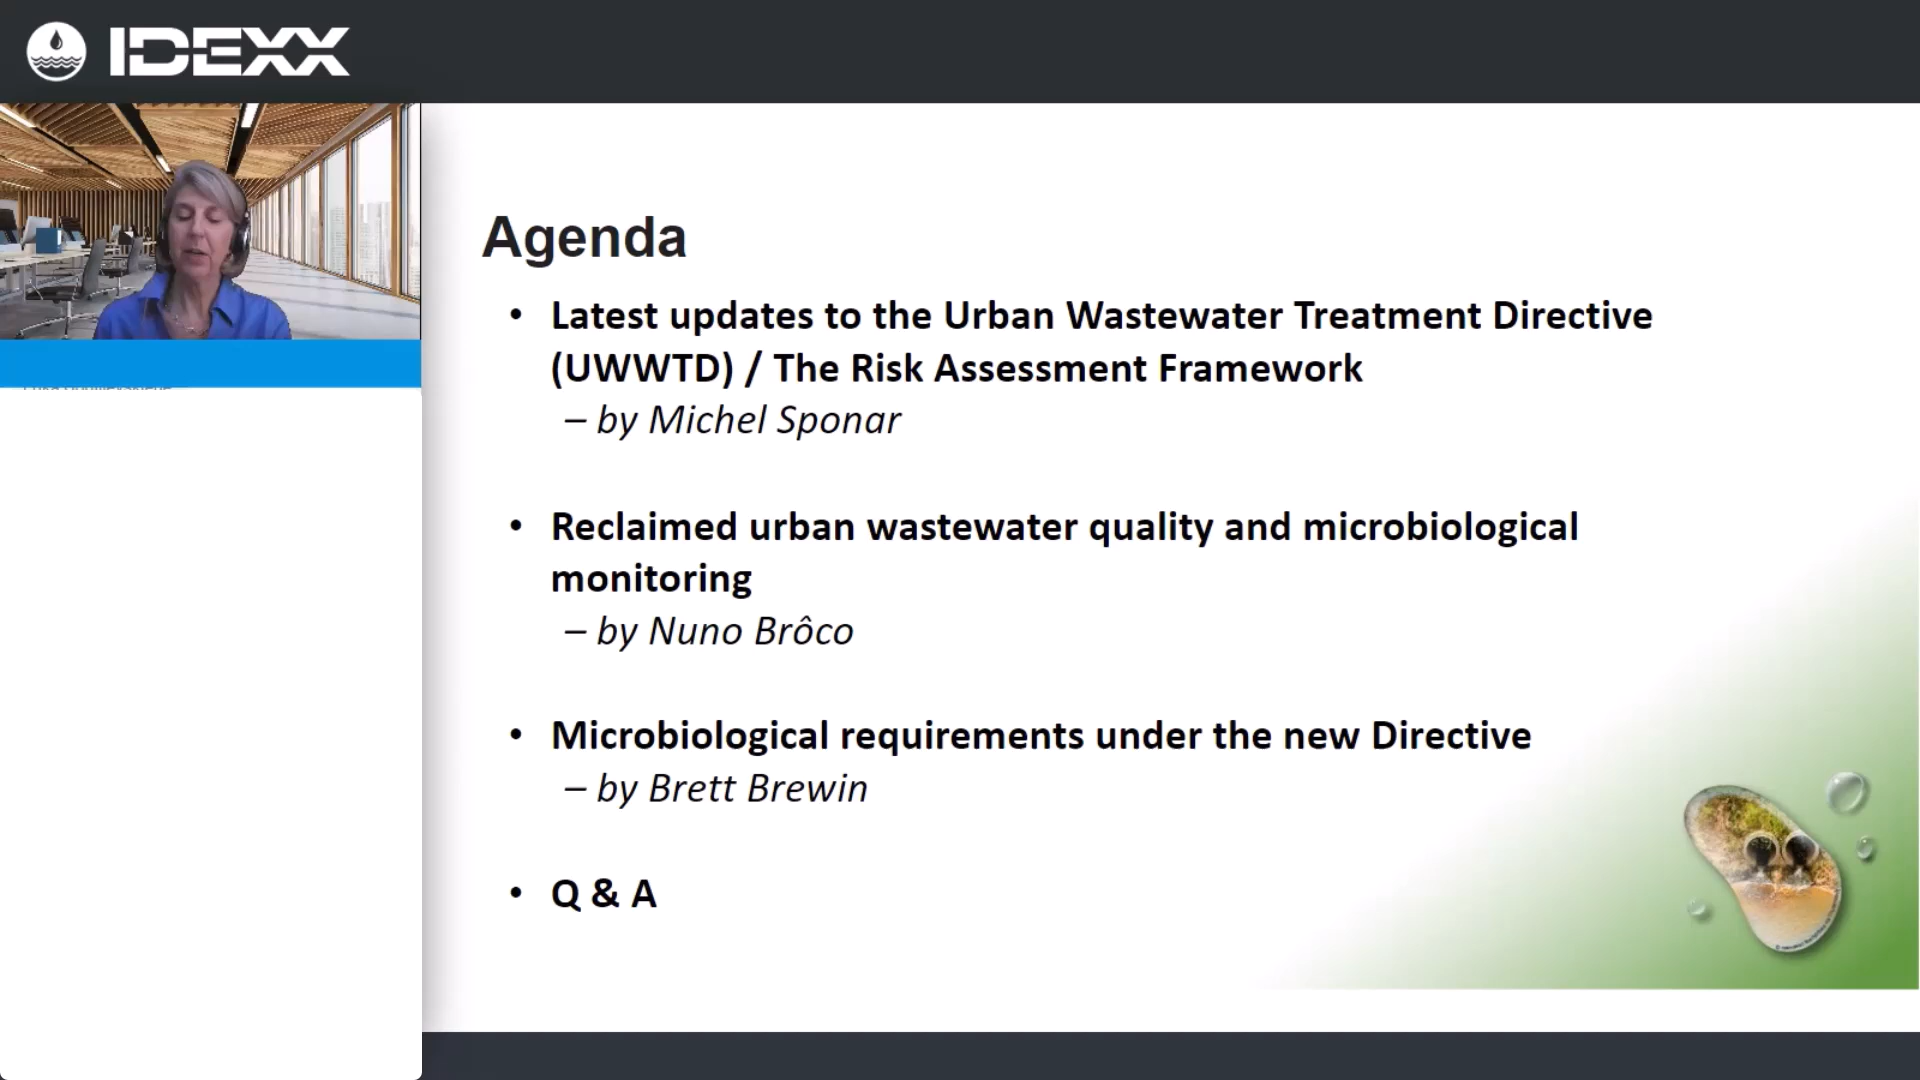 IDEXX
Agenda
• Latest updates to the Urban Wastewater Treatment Directive
(UWWTD) / The Risk Assessment Framework
– by Michel Sponar
• Reclaimed urban wastewater quality and microbiological
monitoring
– by Nuno Brôco
• Microbiological requirements under the new Directive
– by Brett Brewin
• Q & A